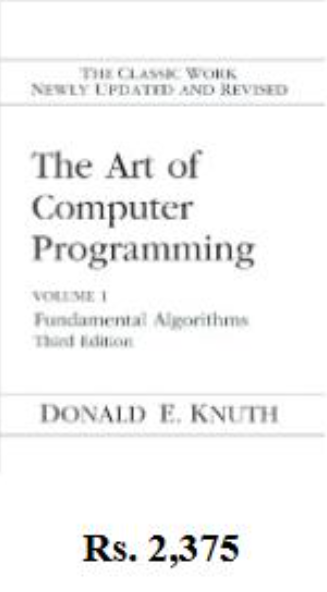 THE CLASSIC WORK
NEWLY UPDATED AND REVISED
The Art of
Computer
Programming
VOLUME 1
Fundamental Algorithms
Third Edition
DONALD E. KNUTH
Rs. 2,375